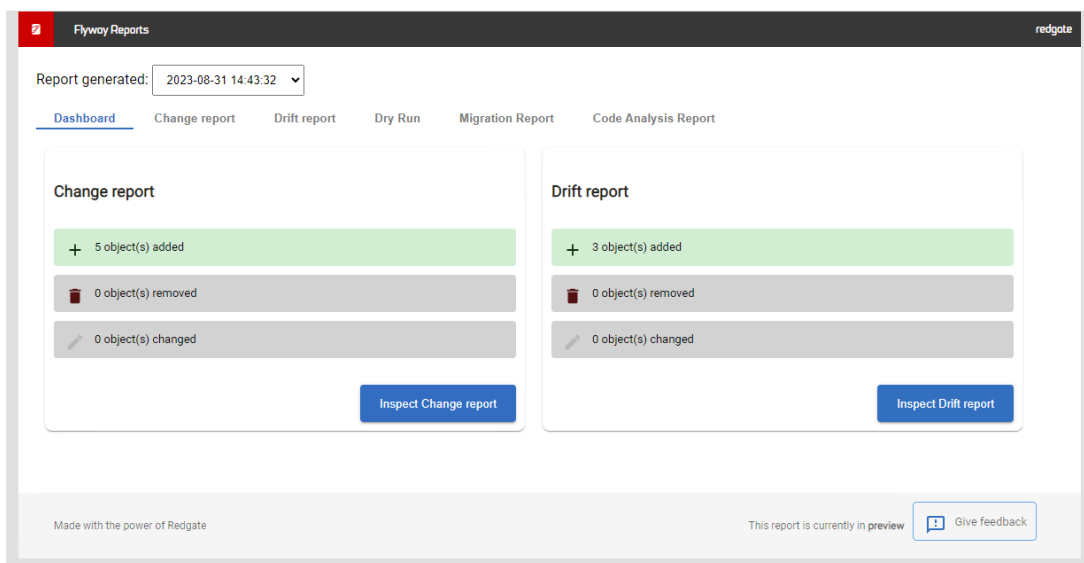 Flyway Reports
redgate
Report generated: 2023-08-31 14:43:32
Dashboard Change report Drift report Dry Run Migration Report Code Analysis Report
Change report
5 object(s) added
0 object(s) removed
0 object(s) changed
Inspect Change report
Drift report
3 object(s) added
0 object(s) removed
0 object(s) changed
Inspect Drift report
Made with the power of Redgate
This report is currently in preview
Give feedback